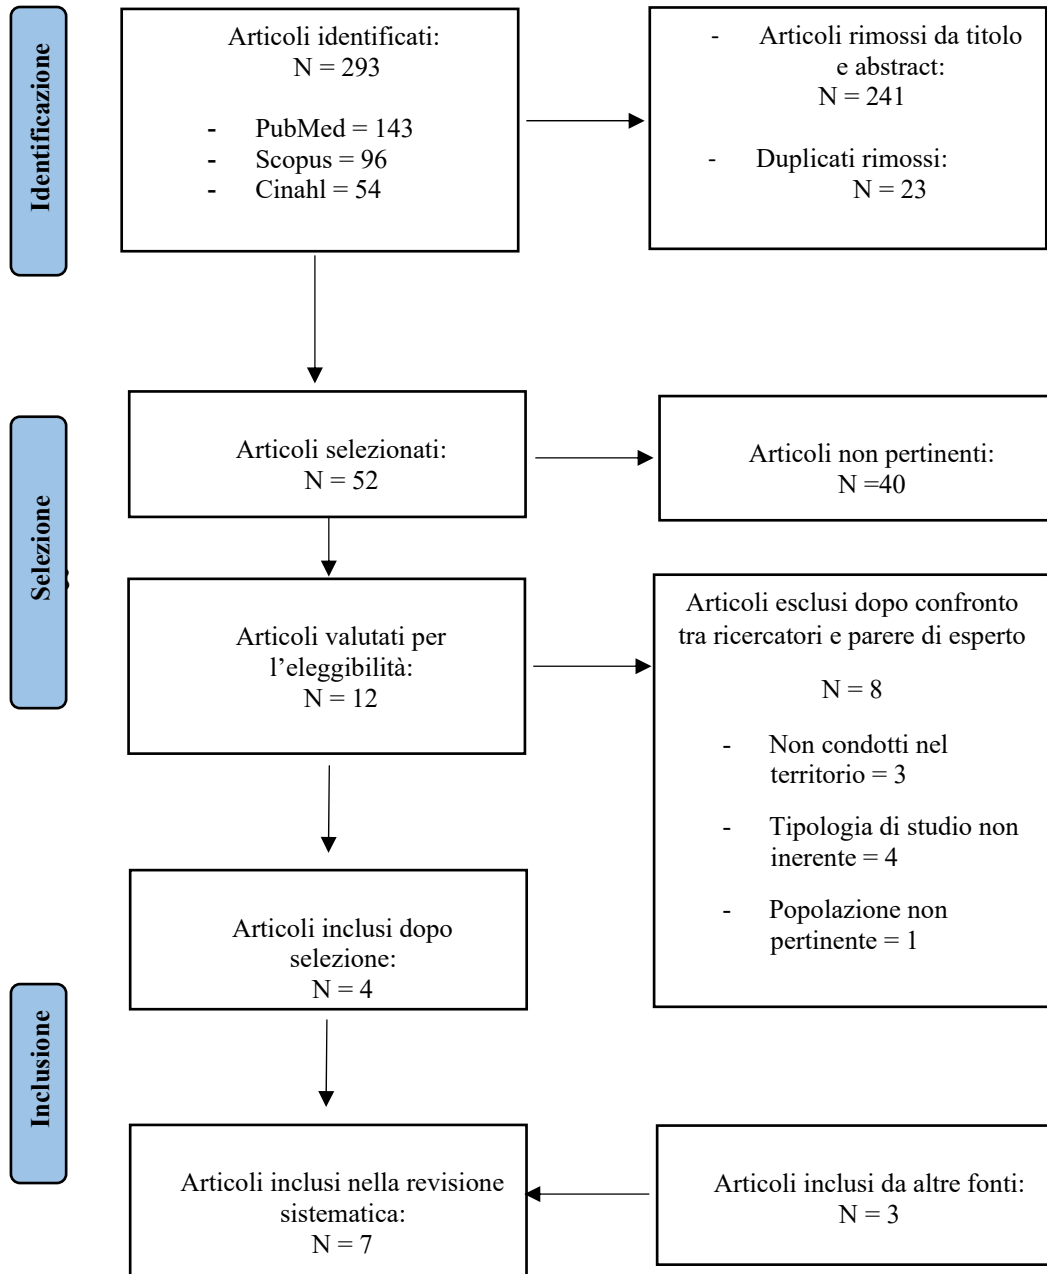 Identificazione
Articoli identificati:
N = 293
- PubMed = 143
- Scopus = 96
- Cinahl = 54
- Articoli rimossi da titolo
e abstract:
N = 241
- Duplicati rimossi:
N = 23
Selezione
Articoli selezionati:
N = 52
Articoli non pertinenti:
N =40
Articoli valutati per
l’eleggibilità:
N = 12
Articoli esclusi dopo confronto
tra ricercatori e parere di esperto
N = 8
- Non condotti nel
territorio = 3
- Tipologia di studio non
inerente = 4
- Popolazione non
pertinente = 1
Articoli inclusi dopo
selezione:
N = 4
Inclusione
Articoli inclusi nella revisione
sistematica:
N = 7
Articoli inclusi da altre fonti:
N = 3